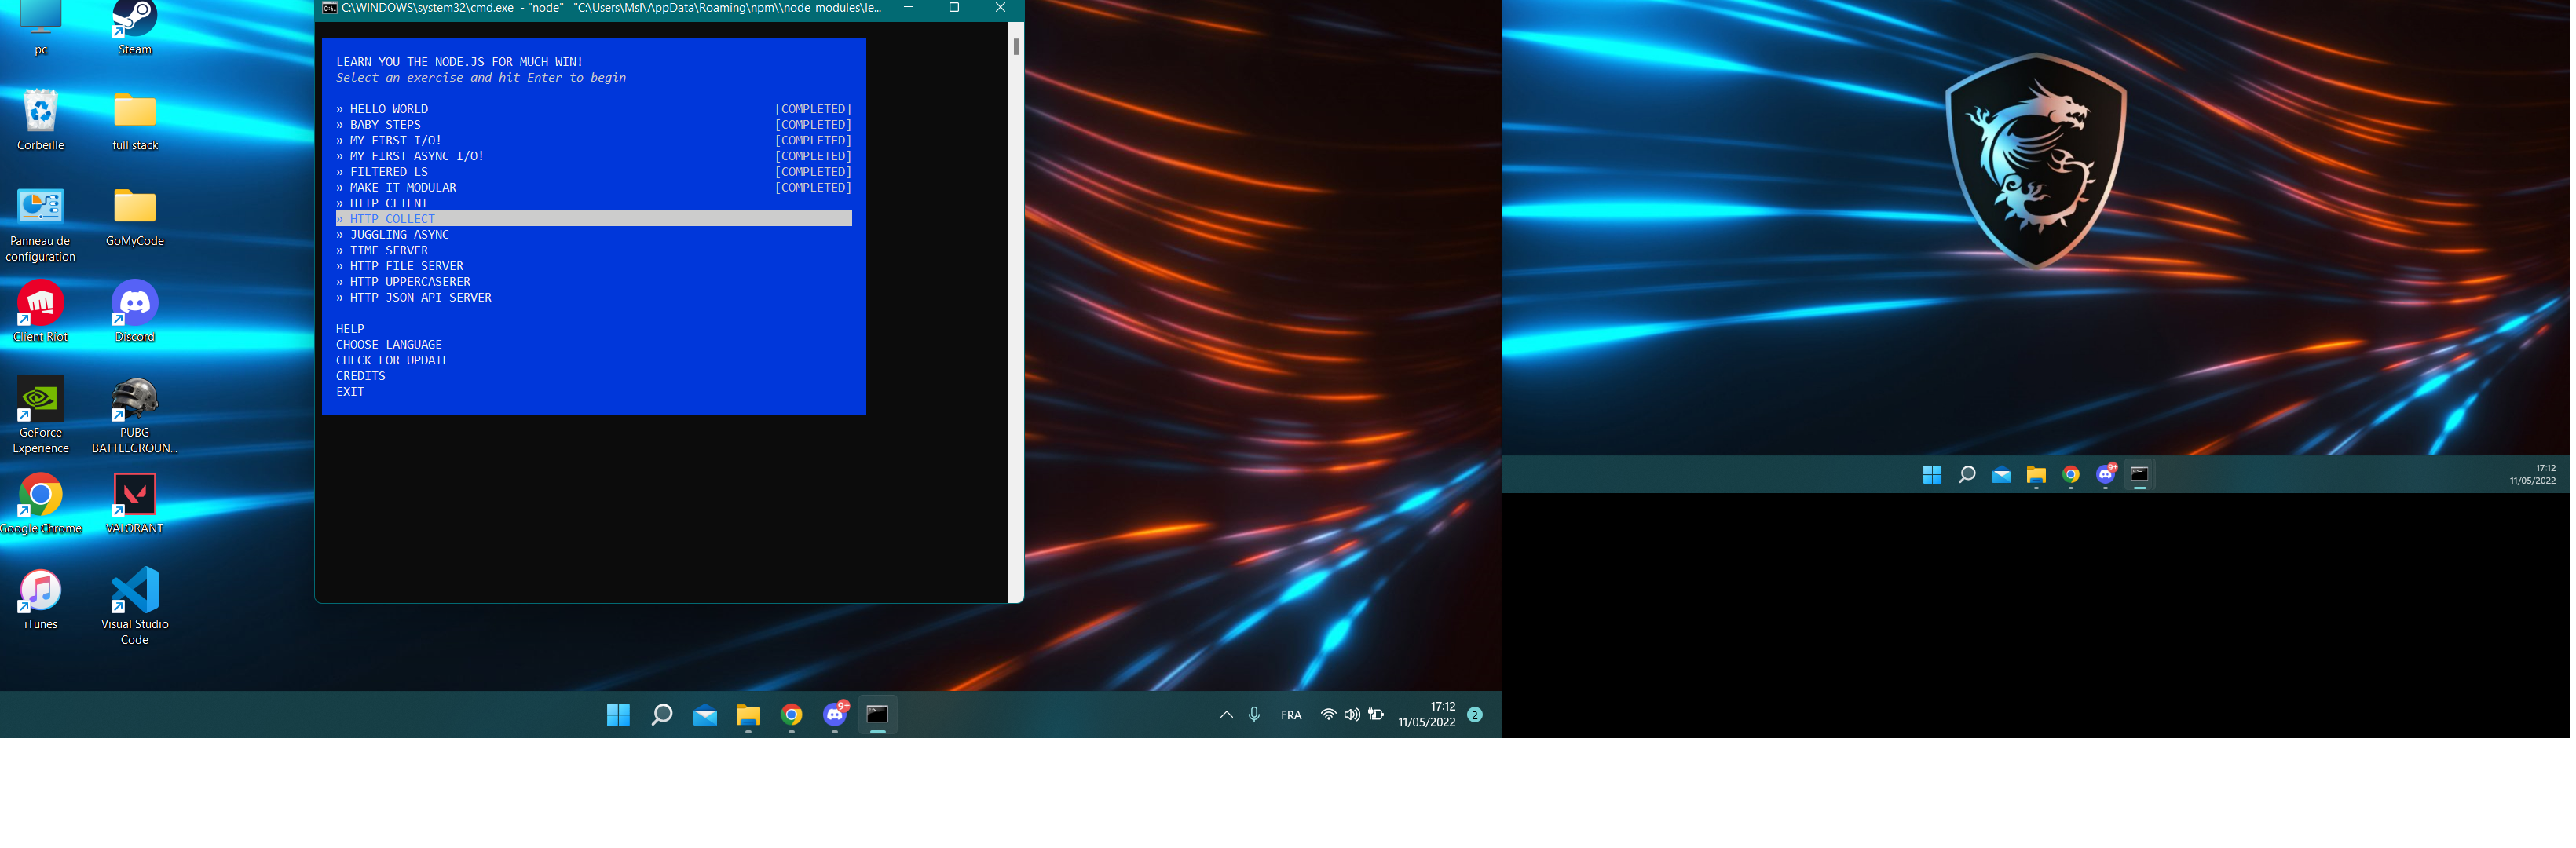 pc
Steam
Corbeille
full stack
Panneau de
configuration
GoMyCode
Client Riot
Discord
GeForce
Experience
PUBG
BATTLEGROUN...
Google Chrome
VALORANT
iTunes
Visual Studio
Code
C:\WINDOWS\system32\cmd.exe - "node" "C:\Users\MsI\AppData\Roaming\npm\\node_modules\le...
LEARN YOU THE NODE.JS FOR MUCH WIN!
Select an exercise and hit Enter to begin
» HELLO WORLD [COMPLETED]
» BABY STEPS [COMPLETED]
» MY FIRST I/O! [COMPLETED]
» MY FIRST ASYNC I/O! [COMPLETED]
» FILTERED LS [COMPLETED]
» MAKE IT MODULAR [COMPLETED]
» HTTP CLIENT
» HTTP COLLECT
» JUGGLING ASYNC
» TIME SERVER
» HTTP FILE SERVER
» HTTP UPPERCASERER
» HTTP JSON API SERVER
HELP
CHOOSE LANGUAGE
CHECK FOR UPDATE
CREDITS
EXIT
9+
FRA
17:12
11/05/2022
2
9+
17:12
11/05/2022